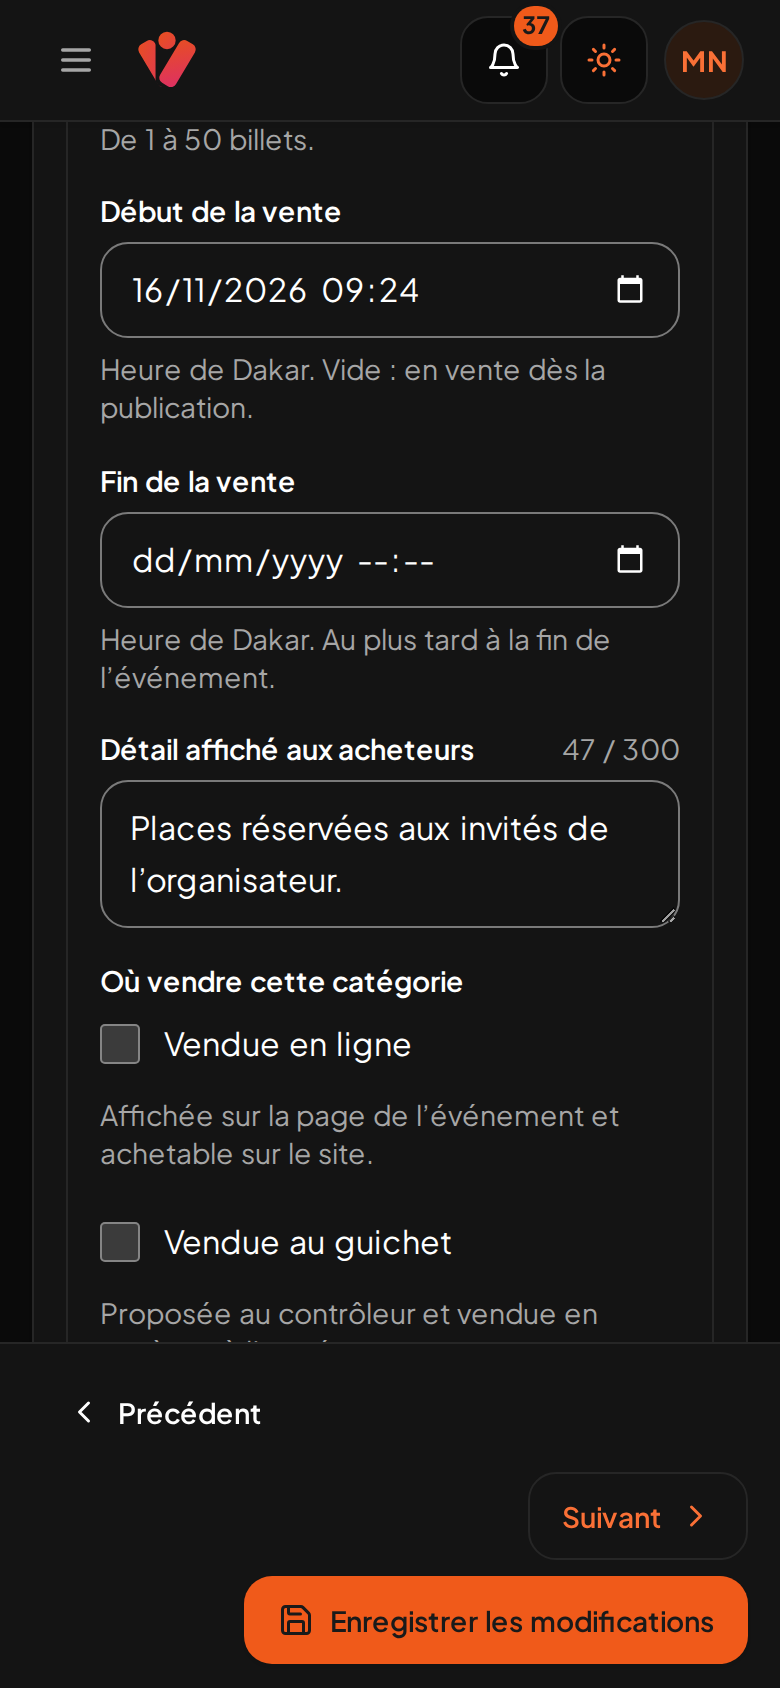 37
MN
De 1 à 50 billets.
Début de la vente
16/11/2026 09:24
Heure de Dakar. Vide : en vente dès la
publication.
Fin de la vente
dd/mm/yyyy --:--
Heure de Dakar. Au plus tard à la fin de
l’événement.
Détail affiché aux acheteurs 47 / 300
Places réservées aux invités de
l’organisateur.
Où vendre cette catégorie
Vendue en ligne
Affichée sur la page de l’événement et
achetable sur le site.
Vendue au guichet
Proposée au contrôleur et vendue en
Précédent
Suivant
Enregistrer les modifications